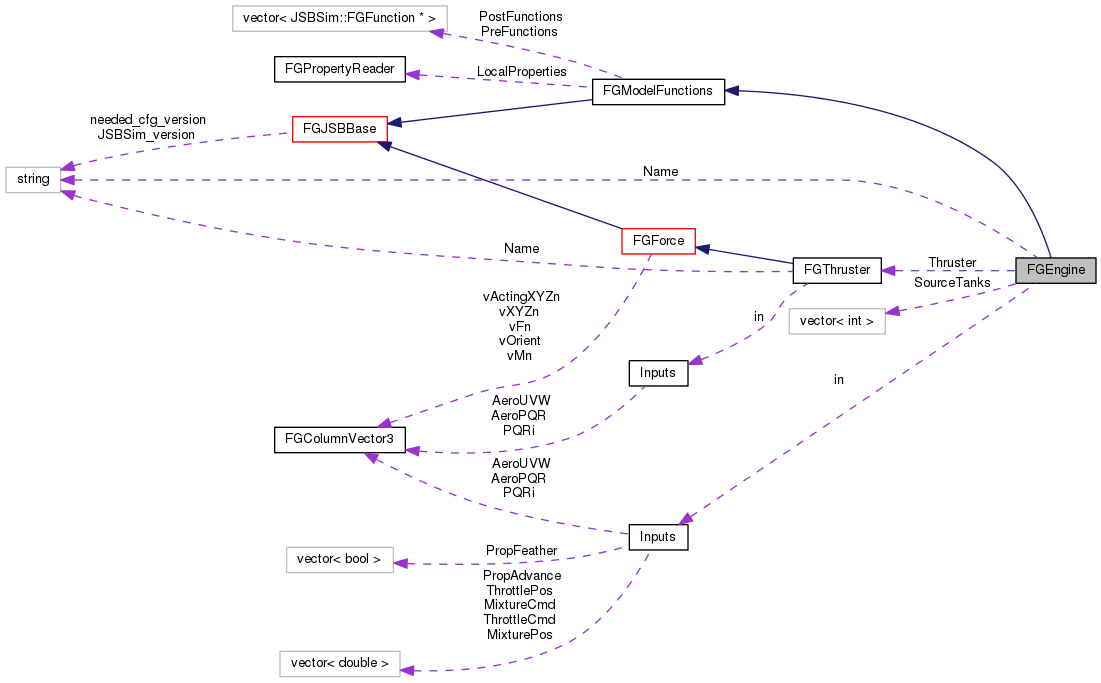 vector< JSBSim::FGFunction * >
PostFunctions
PreFunctions
FGPropertyReader
LocalProperties
FGModelFunctions
needed_cfg_version
JSBSim_version
FGJSBBase
string
Name
FGForce
Name
FGThruster
Thruster
FGEngine
SourceTanks
vActingXYZn
vXYZn
vFn
vOrient
vMn
in
vector< int >
Inputs
in
AeroUVW
AeroPQR
PQRi
FGColumnVector3
AeroUVW
AeroPQR
PQRi
Inputs
vector< bool >
PropFeather
PropAdvance
ThrottlePos
MixtureCmd
ThrottleCmd
MixturePos
vector< double >